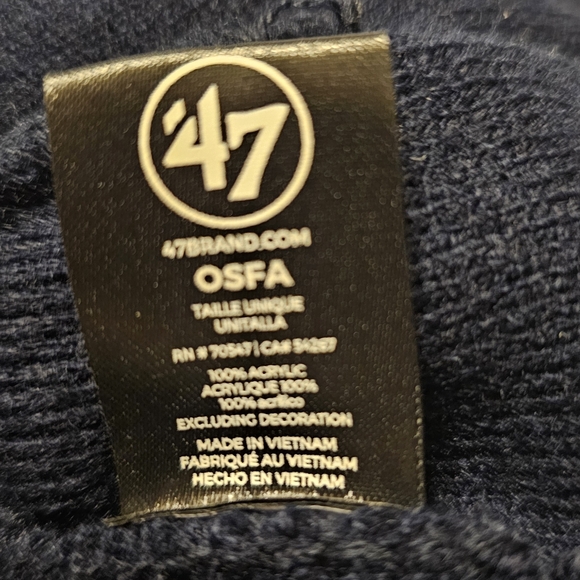 '47
47BRAND.COM
OSFA
TAILLE UNIQUE
UNITALLA
RN # 70547 | CA# 54267
100% ACRYLIC
ACRYLIQUE 100%
100% acrílico
EXCLUDING DECORATION
MADE IN VIETNAM
FABRIQUÉ AU VIETNAM
HECHO EN VIETNAM